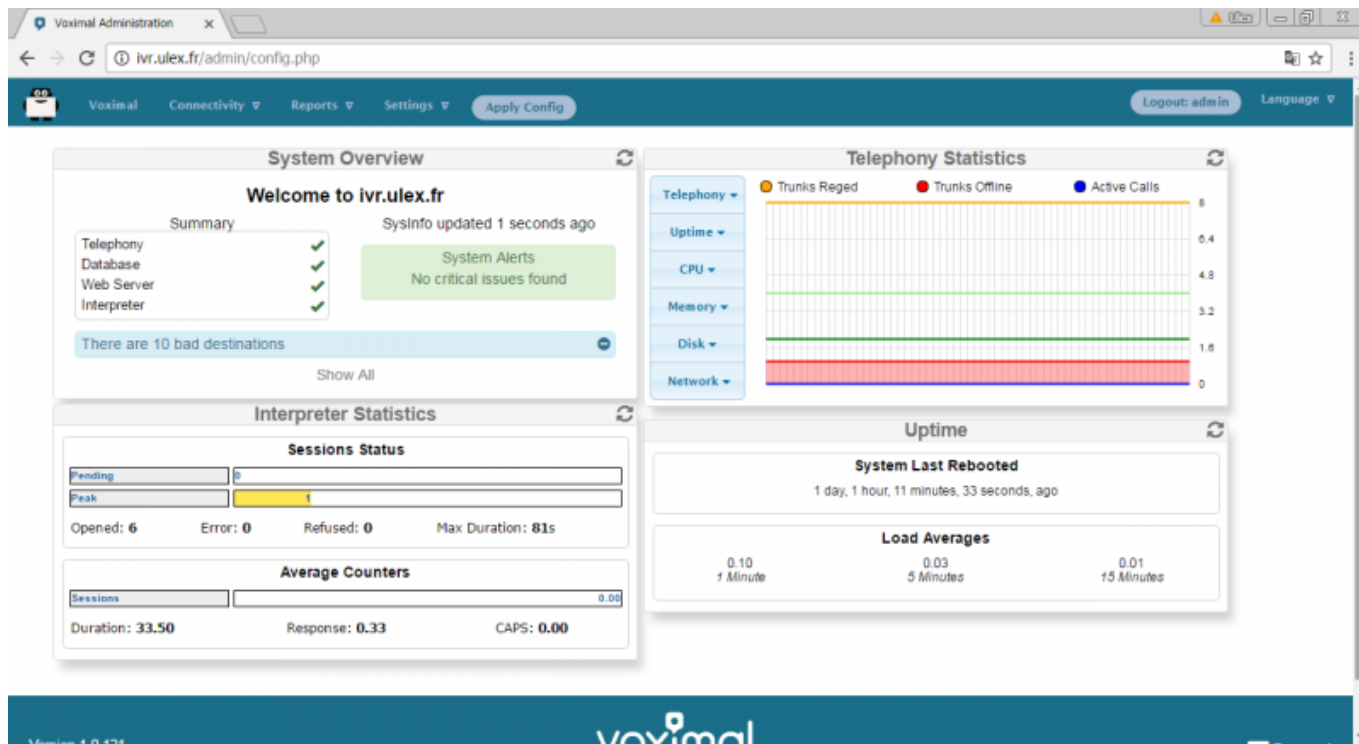 Voximal Administration
ivr.ulex.fr/admin/config.php
Voximal Connectivity Reports Settings Apply Config Logout: admin Language
System Overview
Welcome to ivr.ulex.fr
Summary
SysInfo updated 1 seconds ago
Telephony
Database
Web Server
Interpreter
System Alerts
No critical issues found
There are 10 bad destinations
Show All
Telephony Statistics
Telephony
Uptime
CPU
Memory
Disk
Network
Trunks Reged Trunks Offline Active Calls
8
6.4
4.8
3.2
1.6
0
Interpreter Statistics
Sessions Status
Pending 0
Peak 1
Opened: 6 Error: 0 Refused: 0 Max Duration: 81s
Average Counters
Sessions 0.00
Duration: 33.50 Response: 0.33 CAPS: 0.00
Uptime
System Last Rebooted
1 day, 1 hour, 11 minutes, 33 seconds, ago
Load Averages
0.10 0.03 0.01
1 Minute 5 Minutes 15 Minutes
voximal